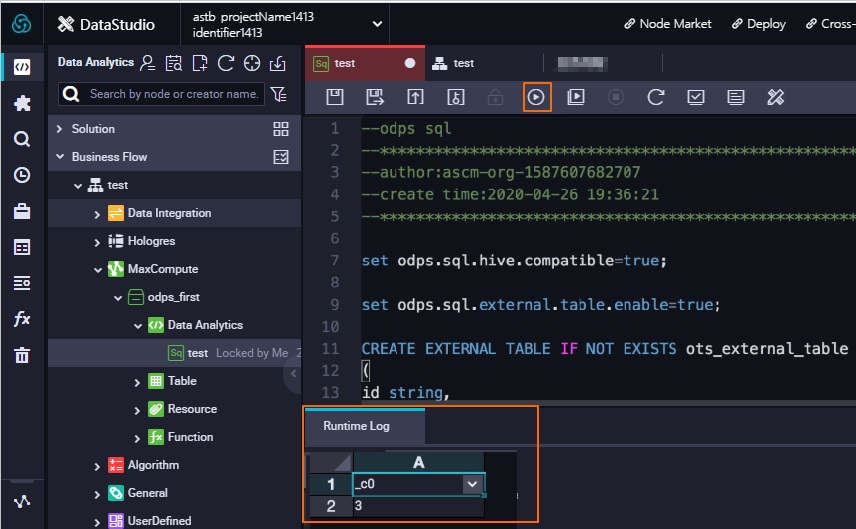 DataStudio
astb_projectName1413
identifier1413
Node Market
Deploy
Cross-
Data Analytics
Search by node or creator name.
Solution
Business Flow
test
Data Integration
Hologres
MaxCompute
odps_first
Data Analytics
Sq test Locked by Me 2
Table
Resource
Function
Algorithm
General
UserDefined
Sq test
test
1 --odps sql
2 --********************************************************
3 --author:ascm-org-1587607682707
4 --create time:2020-04-26 19:36:21
5 --********************************************************
6
7 set odps.sql.hive.compatible=true;
8
9 set odps.sql.external.table.enable=true;
10
11 CREATE EXTERNAL TABLE IF NOT EXISTS ots_external_table
12 (
13 id string,
Runtime Log
A
1 _c0
2 3